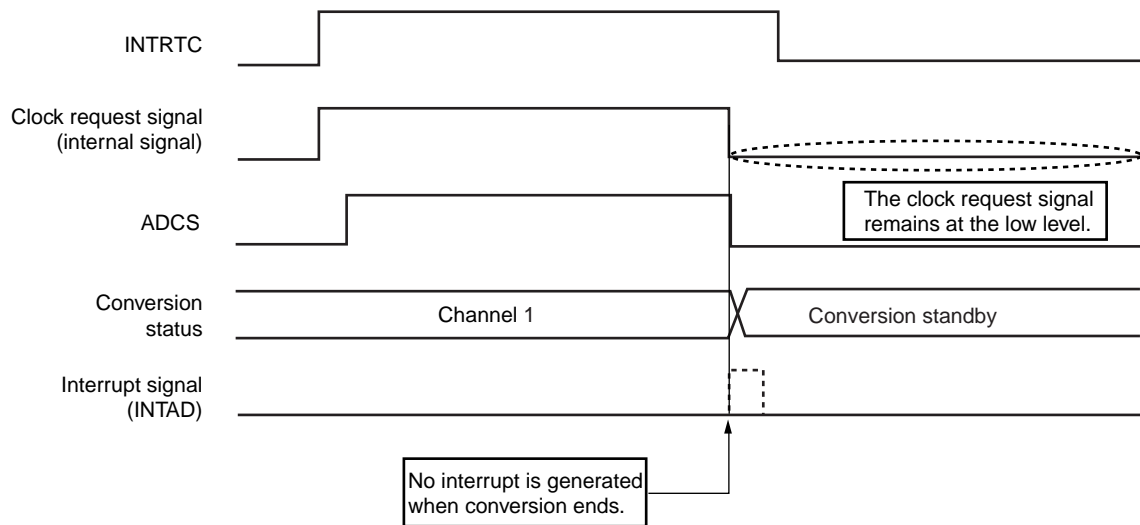 INTRTC
Clock request signal
(internal signal)
The clock request signal
remains at the low level.
ADCS
Conversion
status
Channel 1
Conversion standby
Interrupt signal
(INTAD)
No interrupt is generated
when conversion ends.